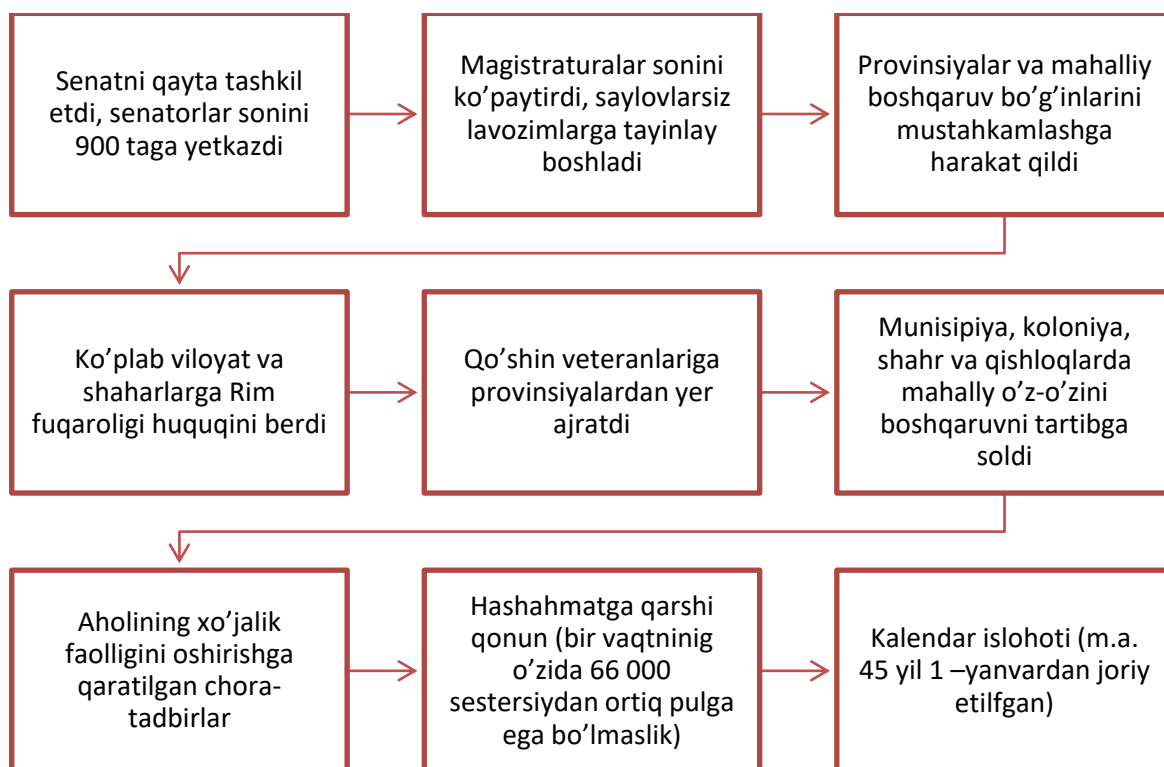 Senatni qayta tashkil
etdi, senatorlar sonini
900 taga yetkazdi
Magistraturalar sonini
ko’paytirdi, saylovlarsiz
lavozimlarga tayinlay
boshladi
Provinsiyalar va mahalliy
boshqaruv bo’g’inlarini
mustahkamlashga
harakat qildi
Ko’plab viloyat va
shaharlarga Rim
fuqaroligi huquqini berdi
Qo’shin veteranlariga
provinsiyalardan yer
ajratdi
Munisipiya, koloniya,
shahr va qishloqlarda
mahally o’z-o’zini
boshqaruvni tartibga
soldi
Aholining xo’jalik
faolligini oshirishga
qaratilgan chora-
tadbirlar
Hashahmatga qarshi
qonun (bir vaqtninig
o’zida 66 000
sestersiydan ortiq pulga
ega bo’lmaslik)
Kalendar islohoti (m.a.
45 yil 1 –yanvardan joriy
etilfgan)